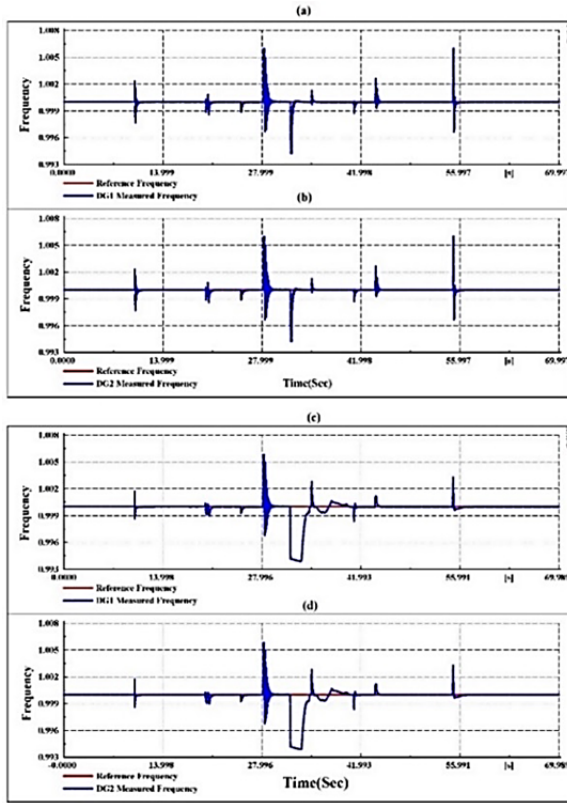 (a)
1.008
1.005
1.002
0.999
0.996
0.993
Frequency
0.0000 13.999 27.999 41.998 55.997 [s] 69.997
Reference Frequency
DG1 Measured Frequency
(b)
1.008
1.005
1.002
0.999
0.996
0.993
Frequency
0.0000 13.999 27.999 41.998 55.997 [s] 69.997
Reference Frequency
DG2 Measured Frequency
Time(Sec)
(c)
1.008
1.005
1.002
0.999
0.996
0.993
Frequency
0.0000 13.998 27.996 41.993 55.991 [s] 69.989
Reference Frequency
DG1 Measured Frequency
(d)
1.008
1.005
1.002
0.999
0.996
0.993
Frequency
-0.0000 13.998 27.996 41.993 55.991 [s] 69.989
Reference Frequency
DG2 Measured Frequency
Time(Sec)